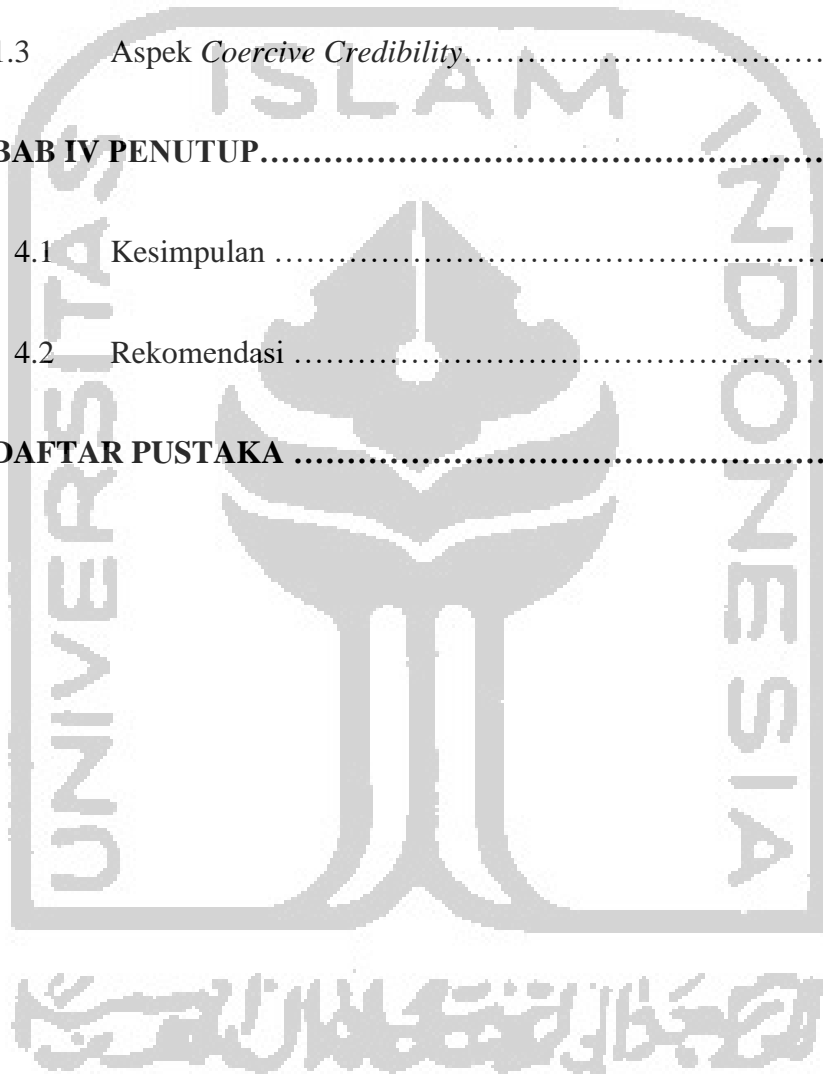 1.3 Aspek Coercive Credibility……………………………
BAB IV PENUTUP………………………………………………
4.1 Kesimpulan ……………………………………………
4.2 Rekomendasi …………………………………………
DAFTAR PUSTAKA ……………………………………………
ISLAM
UNIVERSITAS
INDONESIA